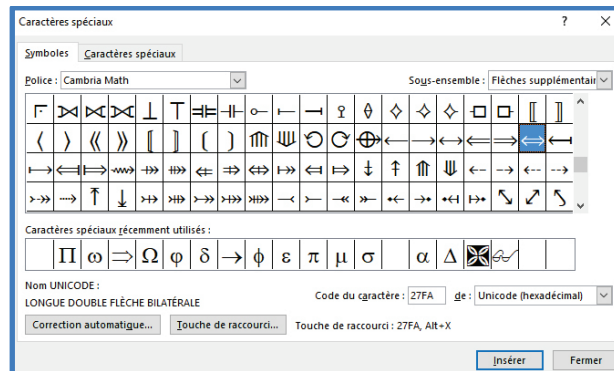 Caractères spéciaux ? ×
Symboles Caractères spéciaux
Police : Cambria Math Sous-ensemble : Flèches supplémentair
Caractères spéciaux récemment utilisés :
Π ω ⇒ Ω φ δ → ϕ ε π μ σ α Δ
Nom UNICODE :
LONGUE DOUBLE FLÈCHE BILATÉRALE
Code du caractère : 27FA de : Unicode (hexadécimal)
Correction automatique... Touche de raccourci... Touche de raccourci : 27FA, Alt+X
Insérer Fermer